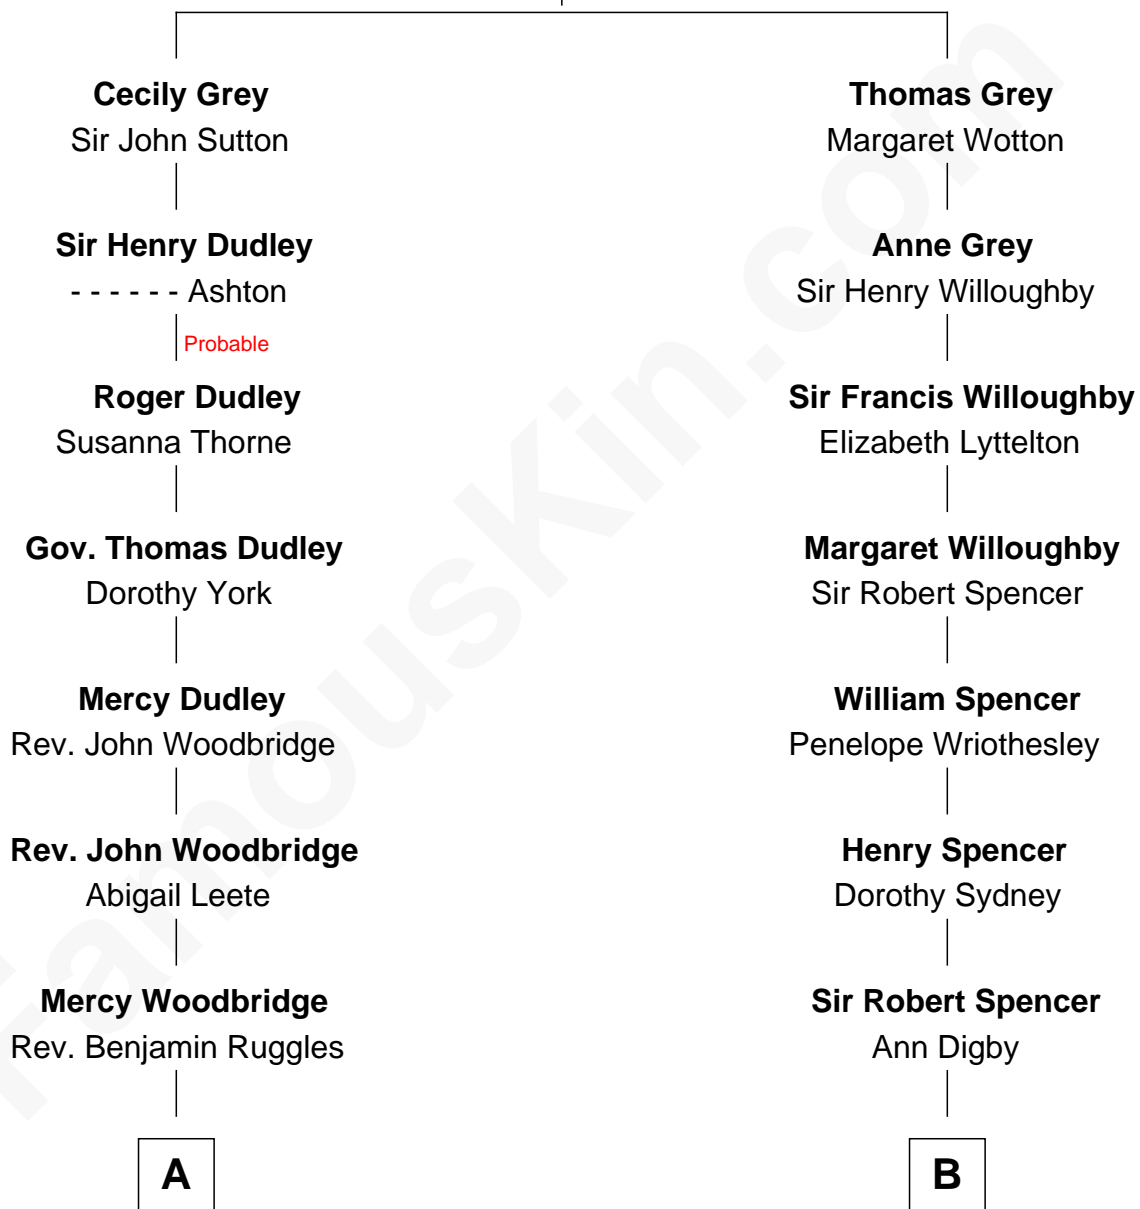 Cecily Grey
Sir John Sutton
Thomas Grey
Margaret Wotton
Sir Henry Dudley
- - - - - - Ashton
Anne Grey
Sir Henry Willoughby
Probable
Roger Dudley
Susanna Thorne
Sir Francis Willoughby
Elizabeth Lyttelton
Gov. Thomas Dudley
Dorothy York
Margaret Willoughby
Sir Robert Spencer
Mercy Dudley
Rev. John Woodbridge
William Spencer
Penelope Wriothesley
Rev. John Woodbridge
Abigail Leete
Henry Spencer
Dorothy Sydney
Mercy Woodbridge
Rev. Benjamin Ruggles
Sir Robert Spencer
Ann Digby
A
B
FamousKin.com